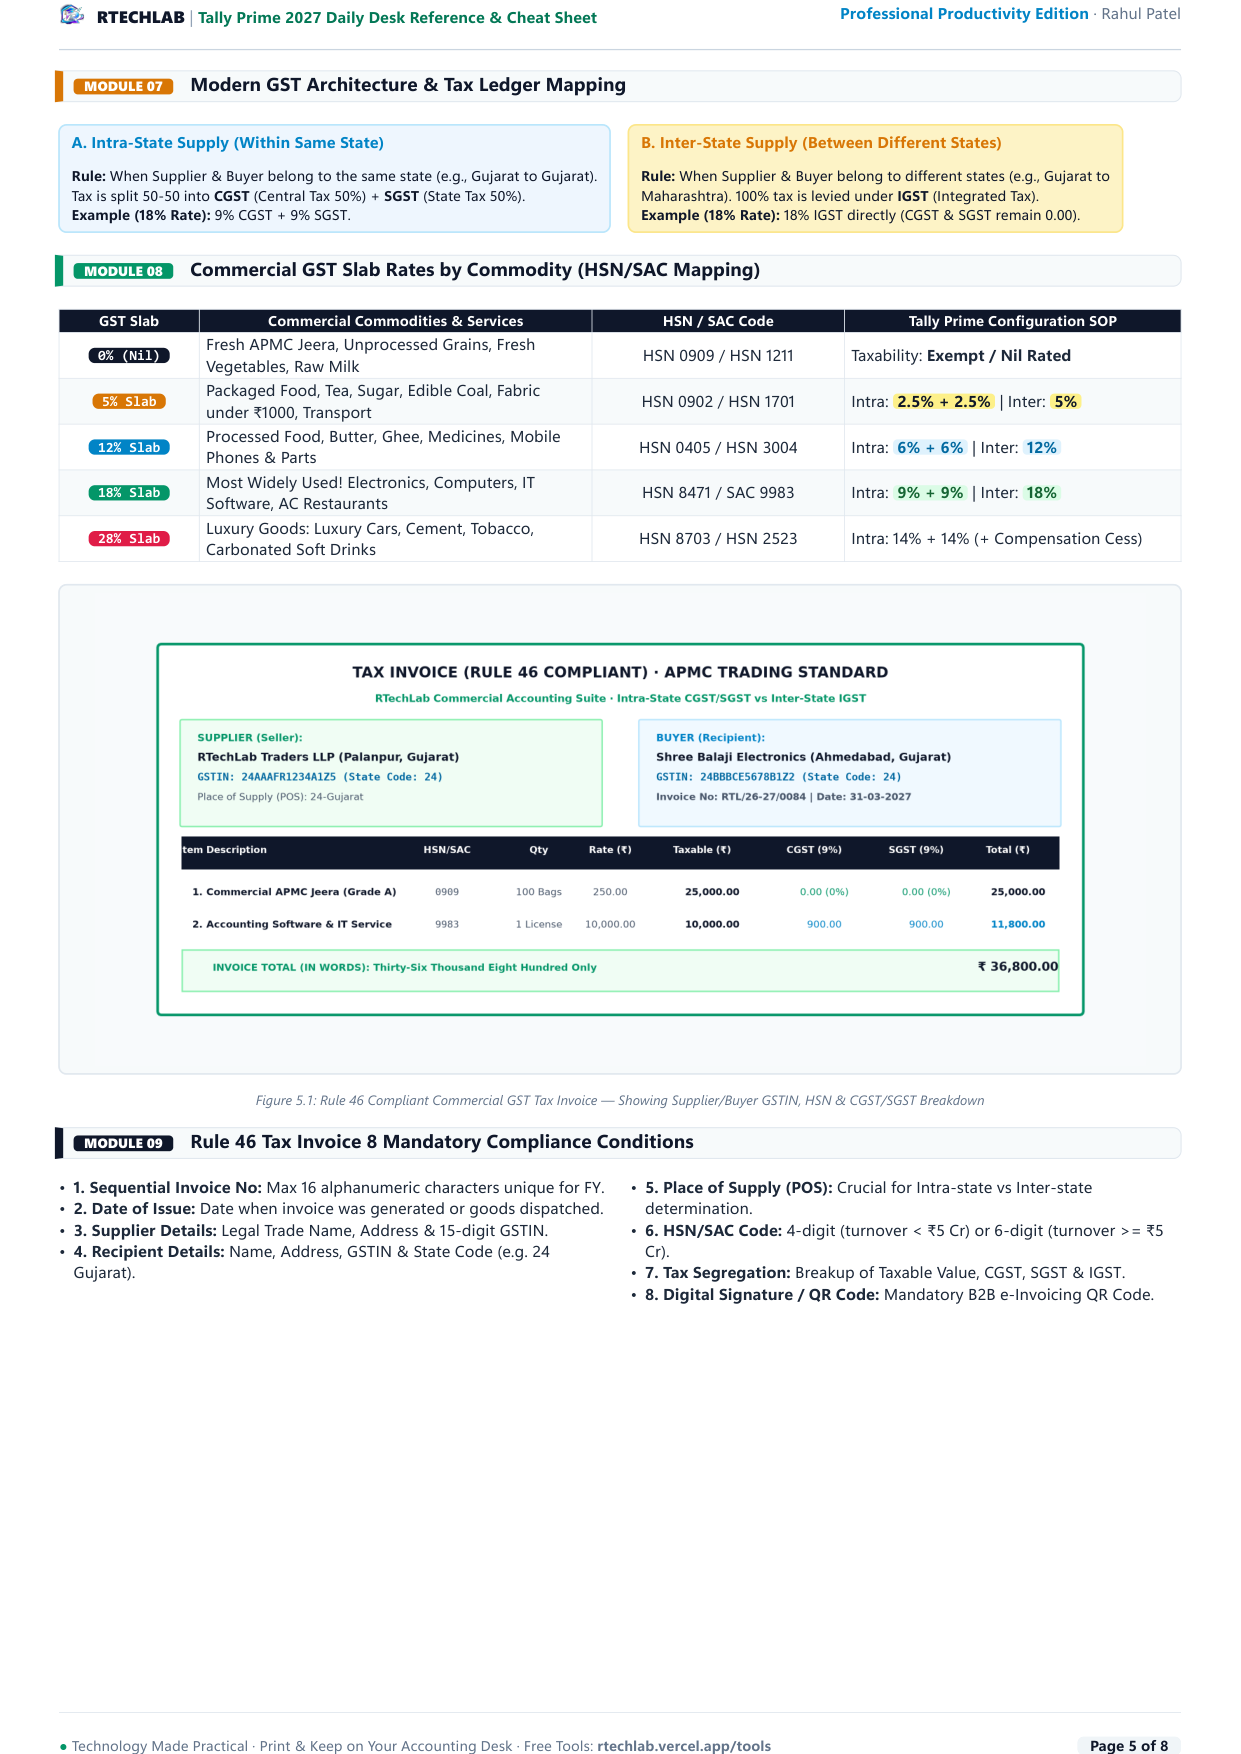 RTECHLAB | Tally Prime 2027 Daily Desk Reference & Cheat Sheet
Professional Productivity Edition · Rahul Patel
MODULE 07 Modern GST Architecture & Tax Ledger Mapping
A. Intra-State Supply (Within Same State)
Rule: When Supplier & Buyer belong to the same state (e.g., Gujarat to Gujarat).
Tax is split 50-50 into CGST (Central Tax 50%) + SGST (State Tax 50%).
Example (18% Rate): 9% CGST + 9% SGST.
B. Inter-State Supply (Between Different States)
Rule: When Supplier & Buyer belong to different states (e.g., Gujarat to
Maharashtra). 100% tax is levied under IGST (Integrated Tax).
Example (18% Rate): 18% IGST directly (CGST & SGST remain 0.00).
MODULE 08 Commercial GST Slab Rates by Commodity (HSN/SAC Mapping)
GST Slab Commercial Commodities & Services HSN / SAC Code Tally Prime Configuration SOP
0% (Nil) Fresh APMC Jeera, Unprocessed Grains, Fresh
Vegetables, Raw Milk HSN 0909 / HSN 1211 Taxability: Exempt / Nil Rated
5% Slab Packaged Food, Tea, Sugar, Edible Coal, Fabric
under ₹1000, Transport HSN 0902 / HSN 1701 Intra: 2.5% + 2.5% | Inter: 5%
12% Slab Processed Food, Butter, Ghee, Medicines, Mobile
Phones & Parts HSN 0405 / HSN 3004 Intra: 6% + 6% | Inter: 12%
18% Slab Most Widely Used! Electronics, Computers, IT
Software, AC Restaurants HSN 8471 / SAC 9983 Intra: 9% + 9% | Inter: 18%
28% Slab Luxury Goods: Luxury Cars, Cement, Tobacco,
Carbonated Soft Drinks HSN 8703 / HSN 2523 Intra: 14% + 14% (+ Compensation Cess)
TAX INVOICE (RULE 46 COMPLIANT) · APMC TRADING STANDARD
RTechLab Commercial Accounting Suite · Intra-State CGST/SGST vs Inter-State IGST
SUPPLIER (Seller):
RTechLab Traders LLP (Palanpur, Gujarat)
GSTIN: 24AAAFR1234A1Z5 (State Code: 24)
Place of Supply (POS): 24-Gujarat
BUYER (Recipient):
Shree Balaji Electronics (Ahmedabad, Gujarat)
GSTIN: 24BBBCE5678B1Z2 (State Code: 24)
Invoice No: RTL/26-27/0084 | Date: 31-03-2027
tem Description HSN/SAC Qty Rate (₹) Taxable (₹) CGST (9%) SGST (9%) Total (₹)
1. Commercial APMC Jeera (Grade A) 0909 100 Bags 250.00 25,000.00 0.00 (0%) 0.00 (0%) 25,000.00
2. Accounting Software & IT Service 9983 1 License 10,000.00 10,000.00 900.00 900.00 11,800.00
INVOICE TOTAL (IN WORDS): Thirty-Six Thousand Eight Hundred Only ₹ 36,800.00
Figure 5.1: Rule 46 Compliant Commercial GST Tax Invoice — Showing Supplier/Buyer GSTIN, HSN & CGST/SGST Breakdown
MODULE 09 Rule 46 Tax Invoice 8 Mandatory Compliance Conditions
• 1. Sequential Invoice No: Max 16 alphanumeric characters unique for FY.
• 2. Date of Issue: Date when invoice was generated or goods dispatched.
• 3. Supplier Details: Legal Trade Name, Address & 15-digit GSTIN.
• 4. Recipient Details: Name, Address, GSTIN & State Code (e.g. 24
Gujarat).
• 5. Place of Supply (POS): Crucial for Intra-state vs Inter-state
determination.
• 6. HSN/SAC Code: 4-digit (turnover < ₹5 Cr) or 6-digit (turnover >= ₹5
Cr).
• 7. Tax Segregation: Breakup of Taxable Value, CGST, SGST & IGST.
• 8. Digital Signature / QR Code: Mandatory B2B e-Invoicing QR Code.
● Technology Made Practical · Print & Keep on Your Accounting Desk · Free Tools: rtechlab.vercel.app/tools
Page 5 of 8